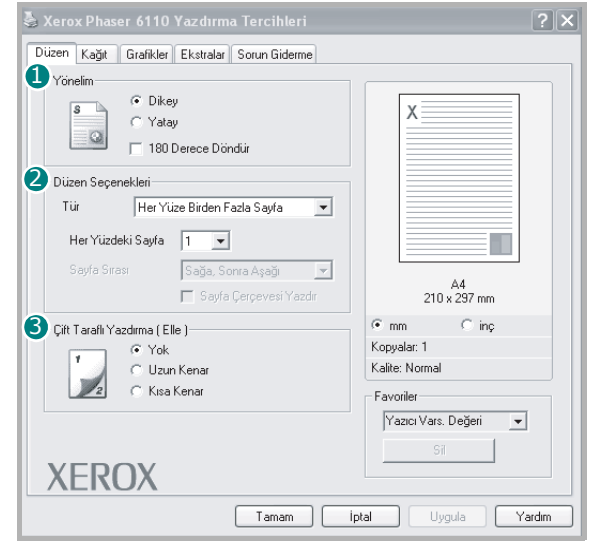 Xerox Phaser 6110 Yazdırma Tercihleri
Düzen Kağıt Grafikler Ekstralar Sorun Giderme
1 Yönelim
S
Dikey
Yatay
180 Derece Döndür
2 Düzen Seçenekleri
Tür Her Yüze Birden Fazla Sayfa
Her Yüzdeki Sayfa 1
Sayfa Sırası Sağa, Sonra Aşağı
Sayfa Çerçevesi Yazdır
3 Çift Taraflı Yazdırma ( Elle )
1
2
Yok
Uzun Kenar
Kısa Kenar
X
A4
210 x 297 mm
mm inç
Kopyalar: 1
Kalite: Normal
Favoriler
Yazıcı Vars. Değeri
Sil
XEROX
Tamam İptal Uygula Yardım